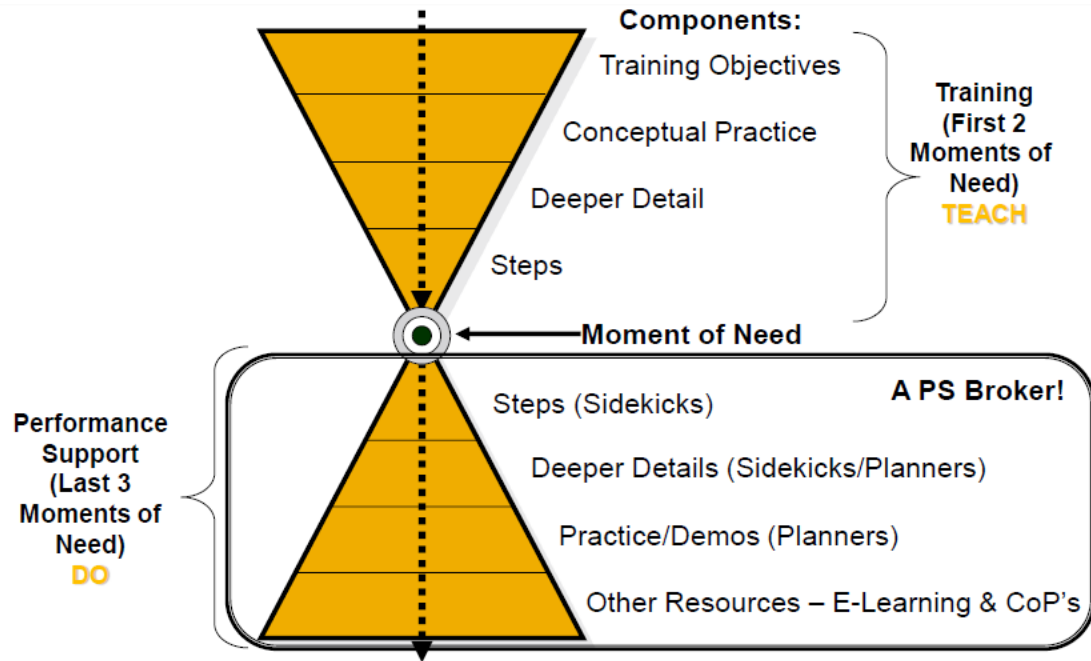 Components:
Training Objectives
Conceptual Practice
Deeper Detail
Steps
Training
(First 2
Moments of
Need)
TEACH
Moment of Need
A PS Broker!
Steps (Sidekicks)
Deeper Details (Sidekicks/Planners)
Practice/Demos (Planners)
Other Resources – E-Learning & CoP's
Performance
Support
(Last 3
Moments of
Need)
DO